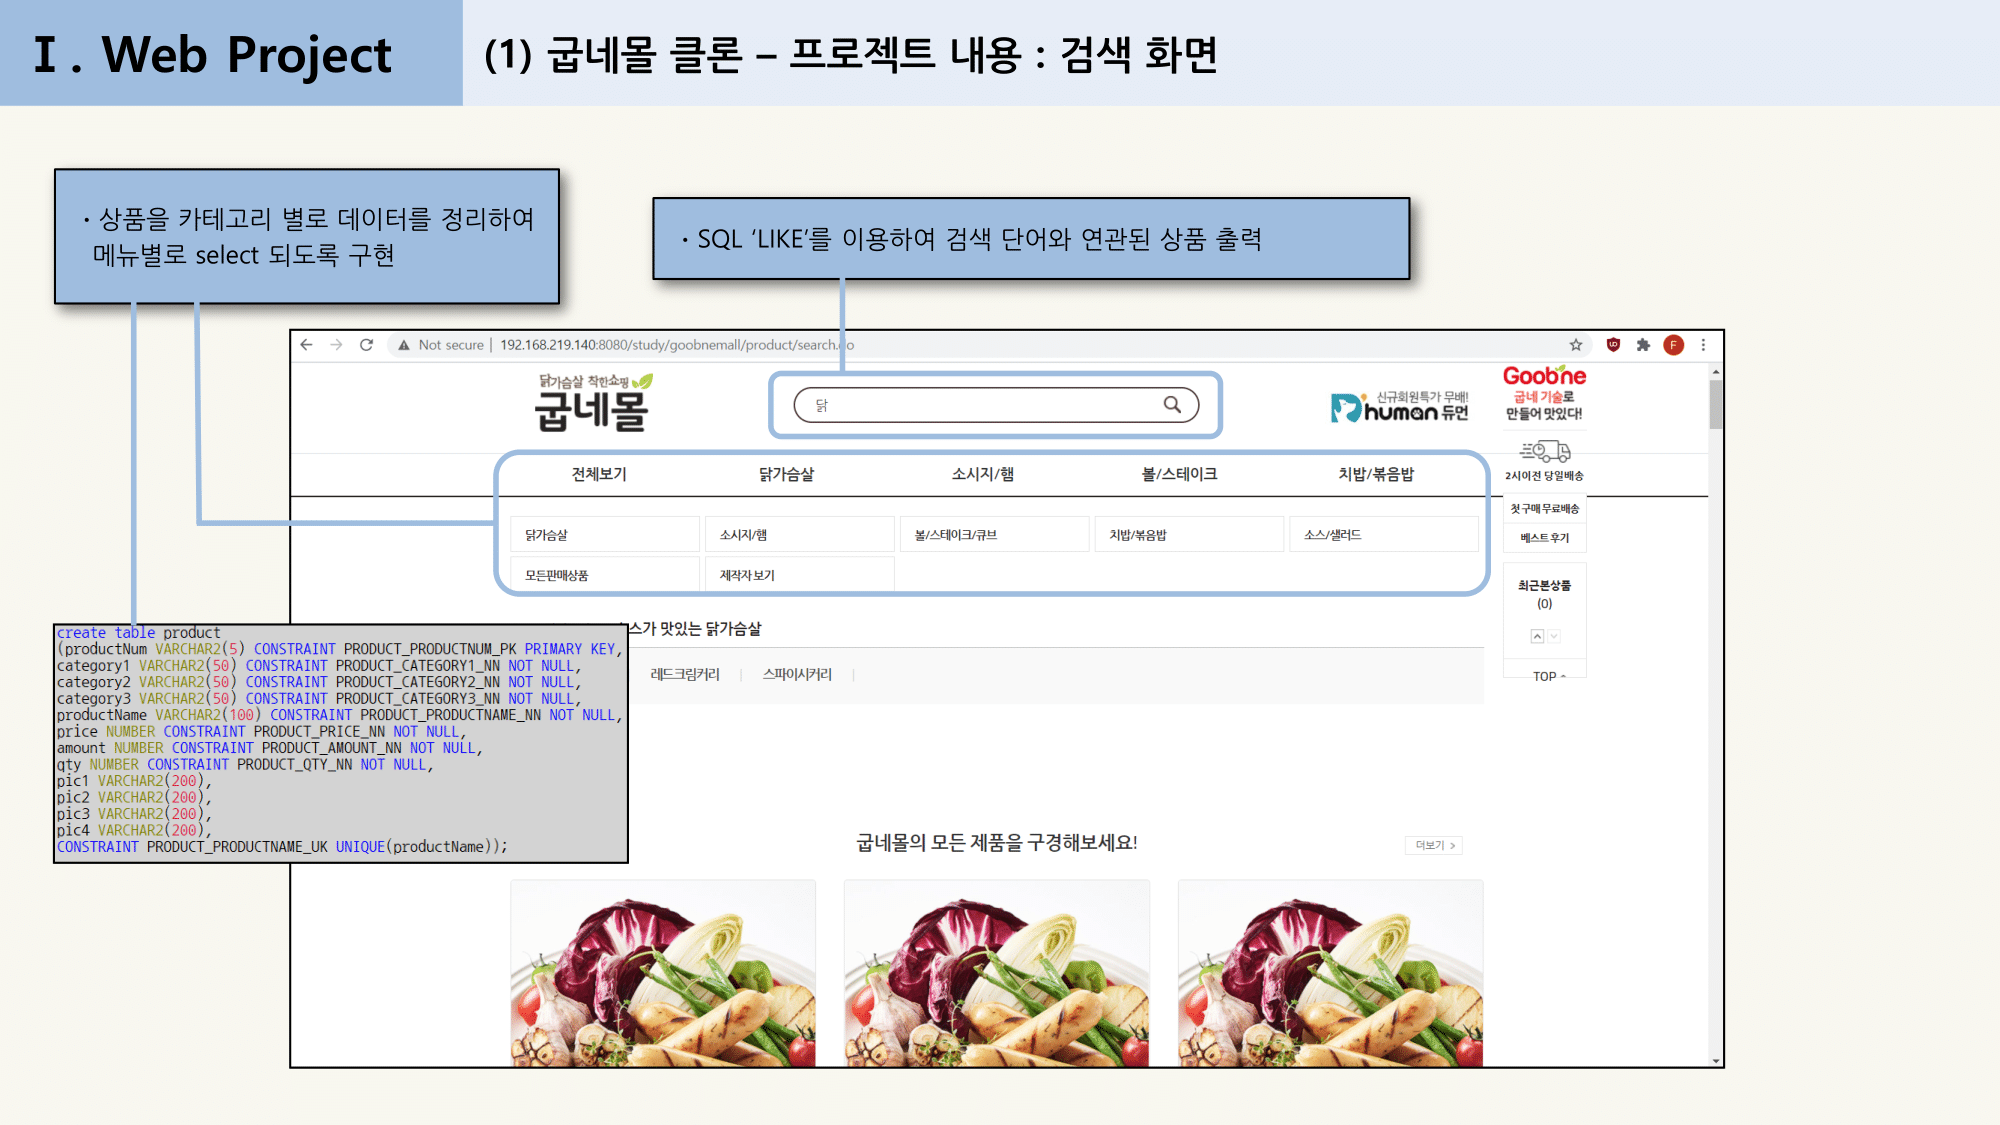 Ⅰ. Web Project
(1) 굽네몰 클론 – 프로젝트 내용 : 검색 화면
· 상품을 카테고리 별로 데이터를 정리하여
메뉴별로 select 되도록 구현
· SQL ‘LIKE’를 이용하여 검색 단어와 연관된 상품 출력
Not secure | 192.168.219.140:8080/study/goobnemall/product/search.do
F
닭가슴살 착한쇼핑
굽네몰
닭
신규회원특가 무배!
Dhuman 듀먼
Goobne
굽네 기술로
만들어 맛있다!
2시이전 당일배송
첫구매 무료배송
베스트 후기
최근본상품
(0)
TOP
전체보기 닭가슴살 소시지/햄 볼/스테이크 치밥/볶음밥
닭가슴살 소시지/햄 볼/스테이크/큐브 치밥/볶음밥 소스/샐러드
모든판매상품 제작자 보기
스가 맛있는 닭가슴살
레드크림커리 | 스파이시커리 |
create table product
(productNum VARCHAR2(5) CONSTRAINT PRODUCT_PRODUCTNUM_PK PRIMARY KEY,
category1 VARCHAR2(50) CONSTRAINT PRODUCT_CATEGORY1_NN NOT NULL,
category2 VARCHAR2(50) CONSTRAINT PRODUCT_CATEGORY2_NN NOT NULL,
category3 VARCHAR2(50) CONSTRAINT PRODUCT_CATEGORY3_NN NOT NULL,
productName VARCHAR2(100) CONSTRAINT PRODUCT_PRODUCTNAME_NN NOT NULL,
price NUMBER CONSTRAINT PRODUCT_PRICE_NN NOT NULL,
amount NUMBER CONSTRAINT PRODUCT_AMOUNT_NN NOT NULL,
qty NUMBER CONSTRAINT PRODUCT_QTY_NN NOT NULL,
pic1 VARCHAR2(200),
pic2 VARCHAR2(200),
pic3 VARCHAR2(200),
pic4 VARCHAR2(200),
CONSTRAINT PRODUCT_PRODUCTNAME_UK UNIQUE(productName));
굽네몰의 모든 제품을 구경해보세요!
더보기 >